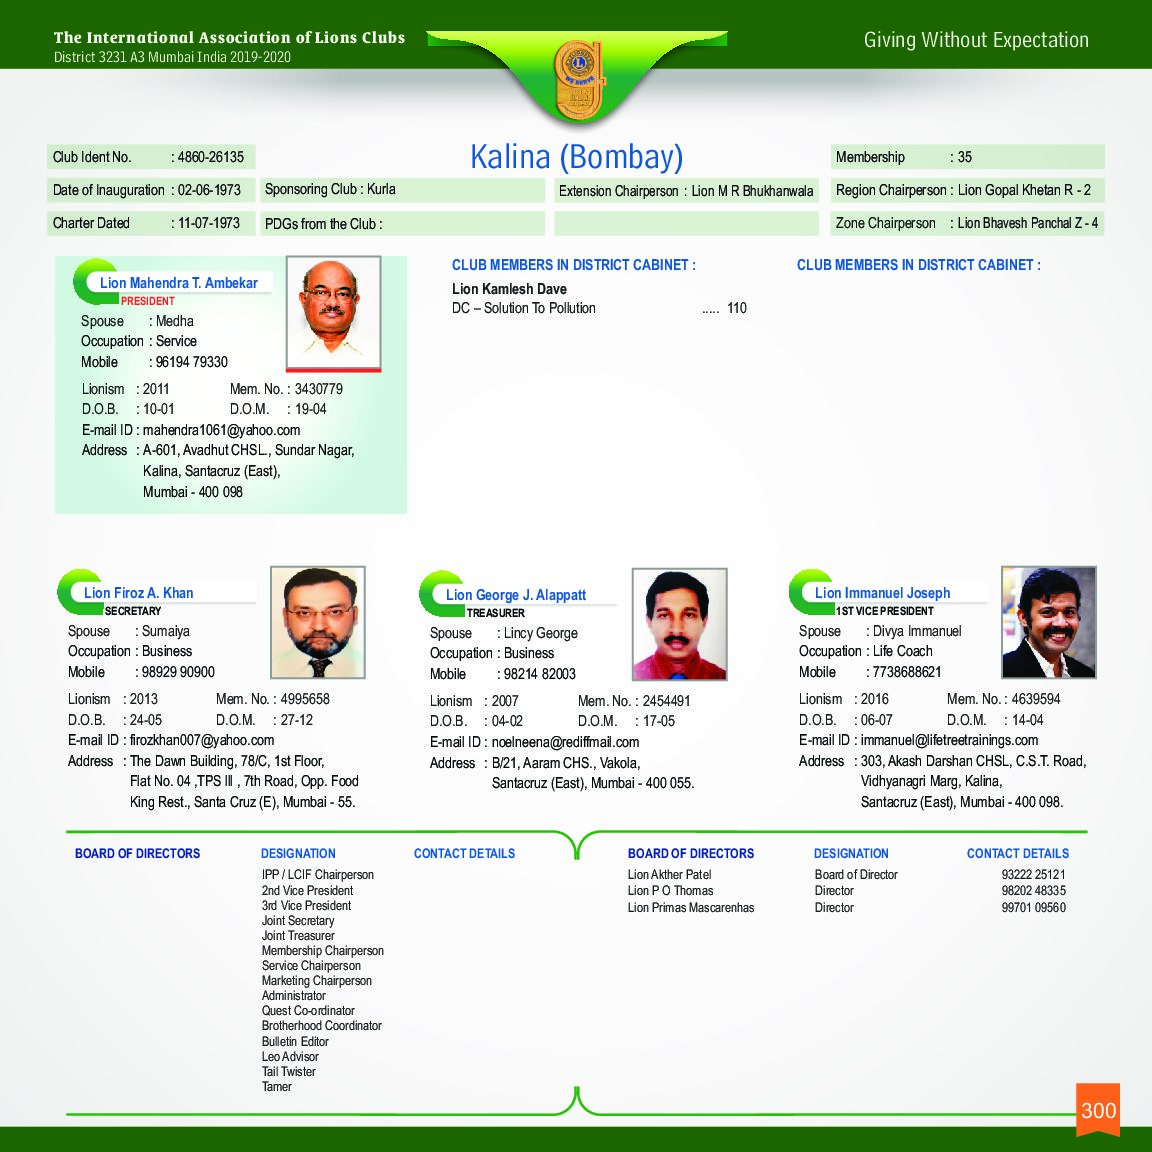 The International Association of Lions Clubs
District 3231 A3 Mumbai India 2019-2020
Giving Without Expectation
WE SERVE
Kalina (Bombay)
Club Ident No. : 4860-26135
Membership : 35
Date of Inauguration : 02-06-1973
Sponsoring Club : Kurla
Extension Chairperson : Lion M R Bhukhanwala
Region Chairperson : Lion Gopal Khetan R - 2
Charter Dated : 11-07-1973
PDGs from the Club :
Zone Chairperson : Lion Bhavesh Panchal Z - 4
Lion Mahendra T. Ambekar
PRESIDENT
Spouse : Medha
Occupation : Service
Mobile : 96194 79330
Lionism : 2011 Mem. No. : 3430779
D.O.B. : 10-01 D.O.M. : 19-04
E-mail ID : mahendra1061@yahoo.com
Address : A-601, Avadhut CHSL., Sundar Nagar,
Kalina, Santacruz (East),
Mumbai - 400 098
CLUB MEMBERS IN DISTRICT CABINET :
Lion Kamlesh Dave
DC – Solution To Pollution ..... 110
CLUB MEMBERS IN DISTRICT CABINET :
Lion Firoz A. Khan
SECRETARY
Spouse : Sumaiya
Occupation : Business
Mobile : 98929 90900
Lionism : 2013 Mem. No. : 4995658
D.O.B. : 24-05 D.O.M. : 27-12
E-mail ID : firozkhan007@yahoo.com
Address : The Dawn Building, 78/C, 1st Floor,
Flat No. 04 ,TPS III , 7th Road, Opp. Food
King Rest., Santa Cruz (E), Mumbai - 55.
Lion George J. Alappatt
TREASURER
Spouse : Lincy George
Occupation : Business
Mobile : 98214 82003
Lionism : 2007 Mem. No. : 2454491
D.O.B. : 04-02 D.O.M. : 17-05
E-mail ID : noelneena@rediffmail.com
Address : B/21, Aaram CHS., Vakola,
Santacruz (East), Mumbai - 400 055.
Lion Immanuel Joseph
1ST VICE PRESIDENT
Spouse : Divya Immanuel
Occupation : Life Coach
Mobile : 7738688621
Lionism : 2016 Mem. No. : 4639594
D.O.B. : 06-07 D.O.M. : 14-04
E-mail ID : immanuel@lifetreetrainings.com
Address : 303, Akash Darshan CHSL, C.S.T. Road,
Vidhyanagri Marg, Kalina,
Santacruz (East), Mumbai - 400 098.
BOARD OF DIRECTORS DESIGNATION CONTACT DETAILS
IPP / LCIF Chairperson
2nd Vice President
3rd Vice President
Joint Secretary
Joint Treasurer
Membership Chairperson
Service Chairperson
Marketing Chairperson
Administrator
Quest Co-ordinator
Brotherhood Coordinator
Bulletin Editor
Leo Advisor
Tail Twister
Tamer
BOARD OF DIRECTORS DESIGNATION CONTACT DETAILS
Lion Akther Patel Board of Director 93222 25121
Lion P O Thomas Director 98202 48335
Lion Primas Mascarenhas Director 99701 09560
300